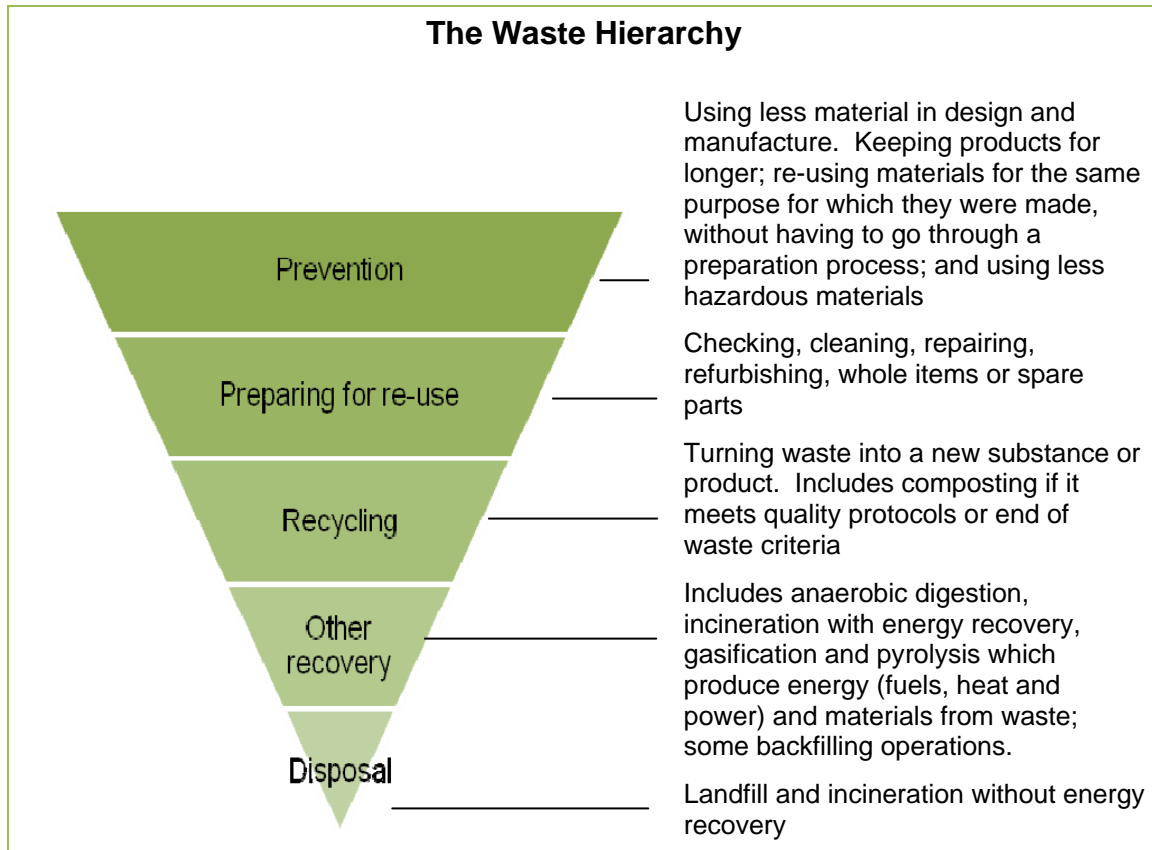 The Waste Hierarchy
Prevention
Using less material in design and
manufacture.  Keeping products for
longer; re-using materials for the same
purpose for which they were made,
without having to go through a
preparation process; and using less
hazardous materials
Preparing for re-use
Checking, cleaning, repairing,
refurbishing, whole items or spare
parts
Recycling
Turning waste into a new substance or
product.  Includes composting if it
meets quality protocols or end of
waste criteria
Other
recovery
Includes anaerobic digestion,
incineration with energy recovery,
gasification and pyrolysis which
produce energy (fuels, heat and
power) and materials from waste;
some backfilling operations.
Disposal
Landfill and incineration without energy
recovery